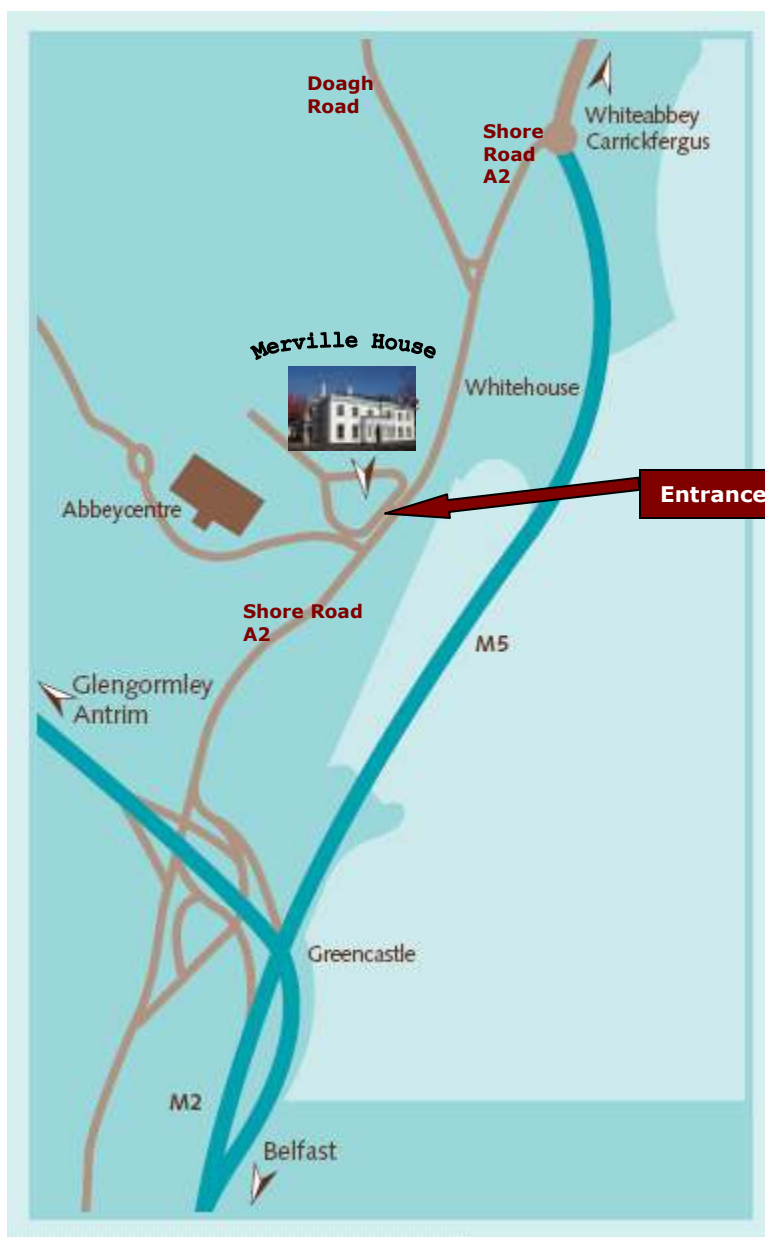 Doagh
Road
Shore
Road
A2
Whiteabbey
Carrickfergus
Merville House
Whitehouse
Entrance
Abbeycentre
Shore Road
A2
M5
Glengormley
Antrim
Greencastle
M2
Belfast